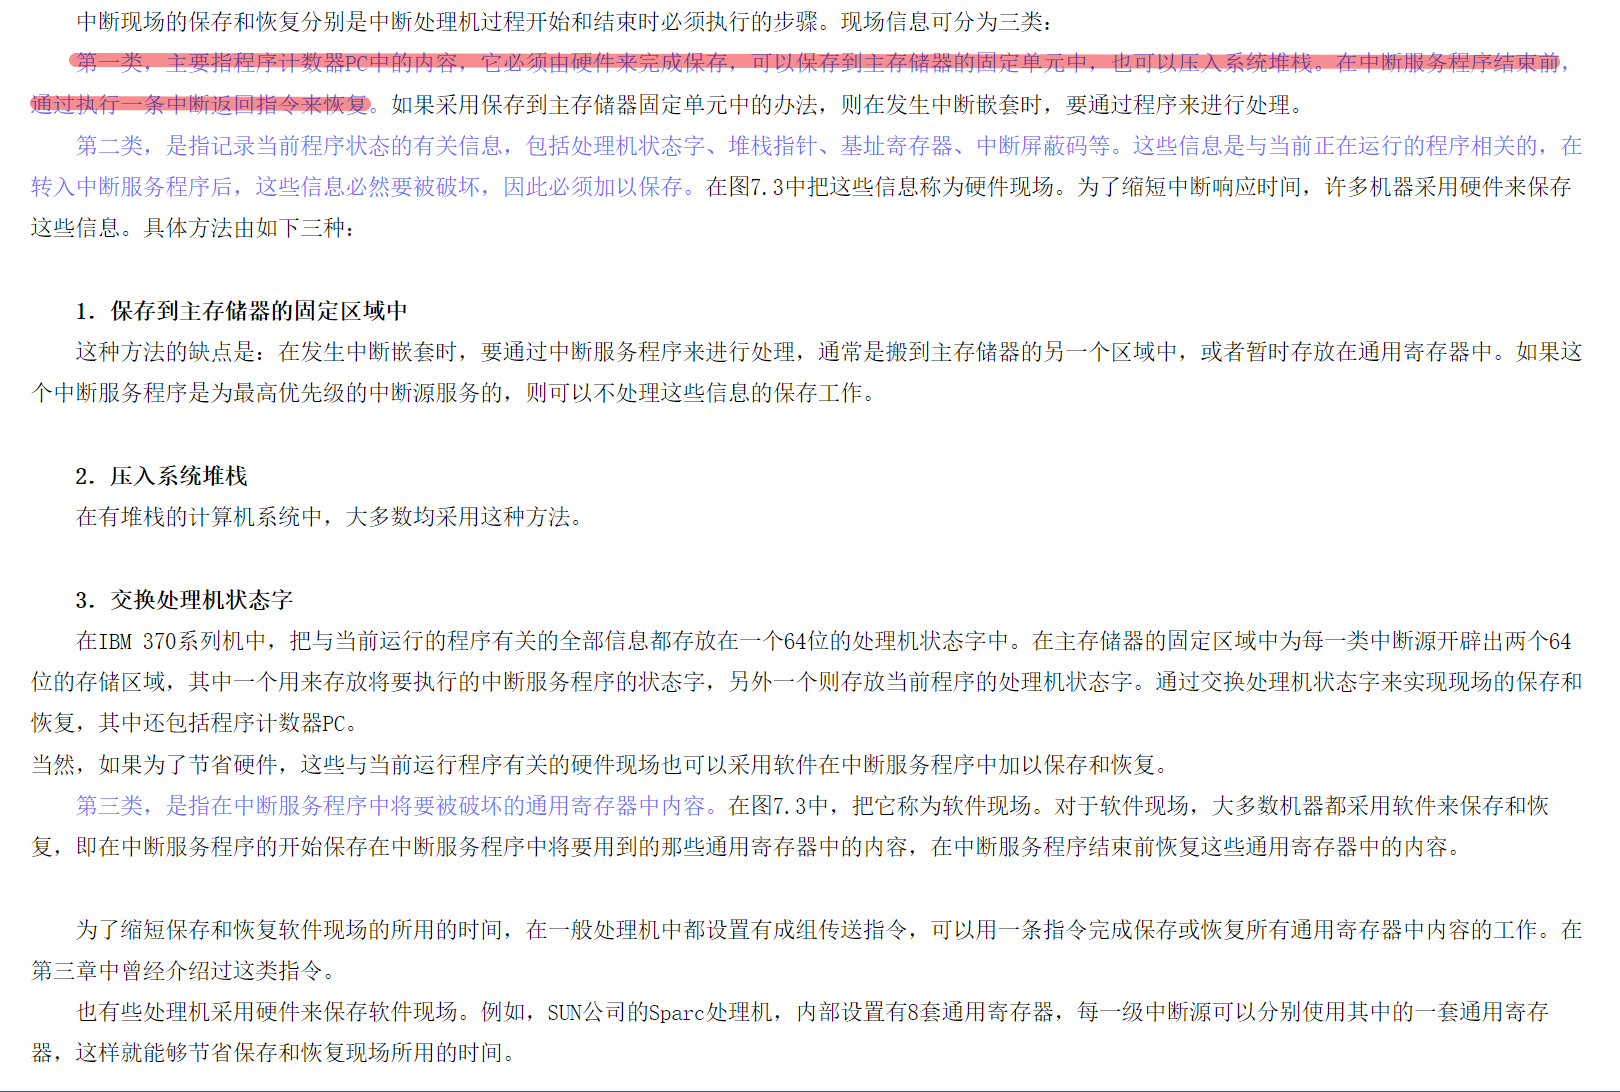 中断现场的保存和恢复分别是中断处理机过程开始和结束时必须执行的步骤。现场信息可分为三类：
第一类，主要指程序计数器PC中的内容，它必须由硬件来完成保存，可以保存到主存储器的固定单元中，也可以压入系统堆栈。在中断服务程序结束前，
通过执行一条中断返回指令来恢复。如果采用保存到主存储器固定单元中的办法，则在发生中断嵌套时，要通过程序来进行处理。
第二类，是指记录当前程序状态的有关信息，包括处理机状态字、堆栈指针、基址寄存器、中断屏蔽码等。这些信息是与当前正在运行的程序相关的，在
转入中断服务程序后，这些信息必然要被破坏，因此必须加以保存。在图7.3中把这些信息称为硬件现场。为了缩短中断响应时间，许多机器采用硬件来保存
这些信息。具体方法由如下三种：
1．保存到主存储器的固定区域中
这种方法的缺点是：在发生中断嵌套时，要通过中断服务程序来进行处理，通常是搬到主存储器的另一个区域中，或者暂时存放在通用寄存器中。如果这
个中断服务程序是为最高优先级的中断源服务的，则可以不处理这些信息的保存工作。
2．压入系统堆栈
在有堆栈的计算机系统中，大多数均采用这种方法。
3．交换处理机状态字
在IBM 370系列机中，把与当前运行的程序有关的全部信息都存放在一个64位的处理机状态字中。在主存储器的固定区域中为每一类中断源开辟出两个64
位的存储区域，其中一个用来存放将要执行的中断服务程序的状态字，另外一个则存放当前程序的处理机状态字。通过交换处理机状态字来实现现场的保存和
恢复，其中还包括程序计数器PC。
当然，如果为了节省硬件，这些与当前运行程序有关的硬件现场也可以采用软件在中断服务程序中加以保存和恢复。
第三类，是指在中断服务程序中将要被破坏的通用寄存器中内容。在图7.3中，把它称为软件现场。对于软件现场，大多数机器都采用软件来保存和恢
复，即在中断服务程序的开始保存在中断服务程序中将要用到的那些通用寄存器中的内容，在中断服务程序结束前恢复这些通用寄存器中的内容。
为了缩短保存和恢复软件现场的所用的时间，在一般处理机中都设置有成组传送指令，可以用一条指令完成保存或恢复所有通用寄存器中内容的工作。在
第三章中曾经介绍过这类指令。
也有些处理机采用硬件来保存软件现场。例如，SUN公司的Sparc处理机，内部设置有8套通用寄存器，每一级中断源可以分别使用其中的一套通用寄存
器，这样就能够节省保存和恢复现场所用的时间。